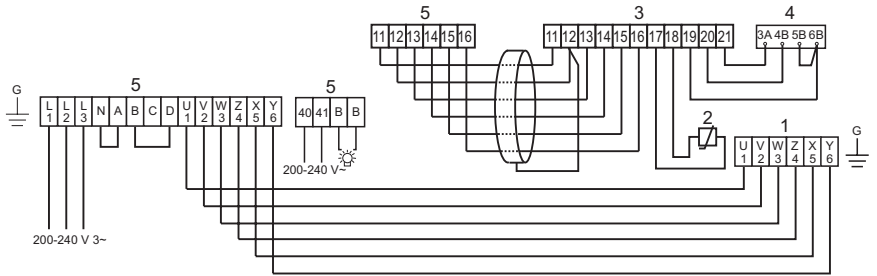 5 3 4
11 12 13 14 15 16 11 12 13 14 15 16 17 18 19 20 21 3A 4B 5B 6B
G 5 5
L1 L2 L3 N A B C D U1 V2 W3 Z4 X5 Y6 40 41 B B
2 1 G
U1 V2 W3 Z4 X5 Y6
200-240 V~
200-240 V 3~